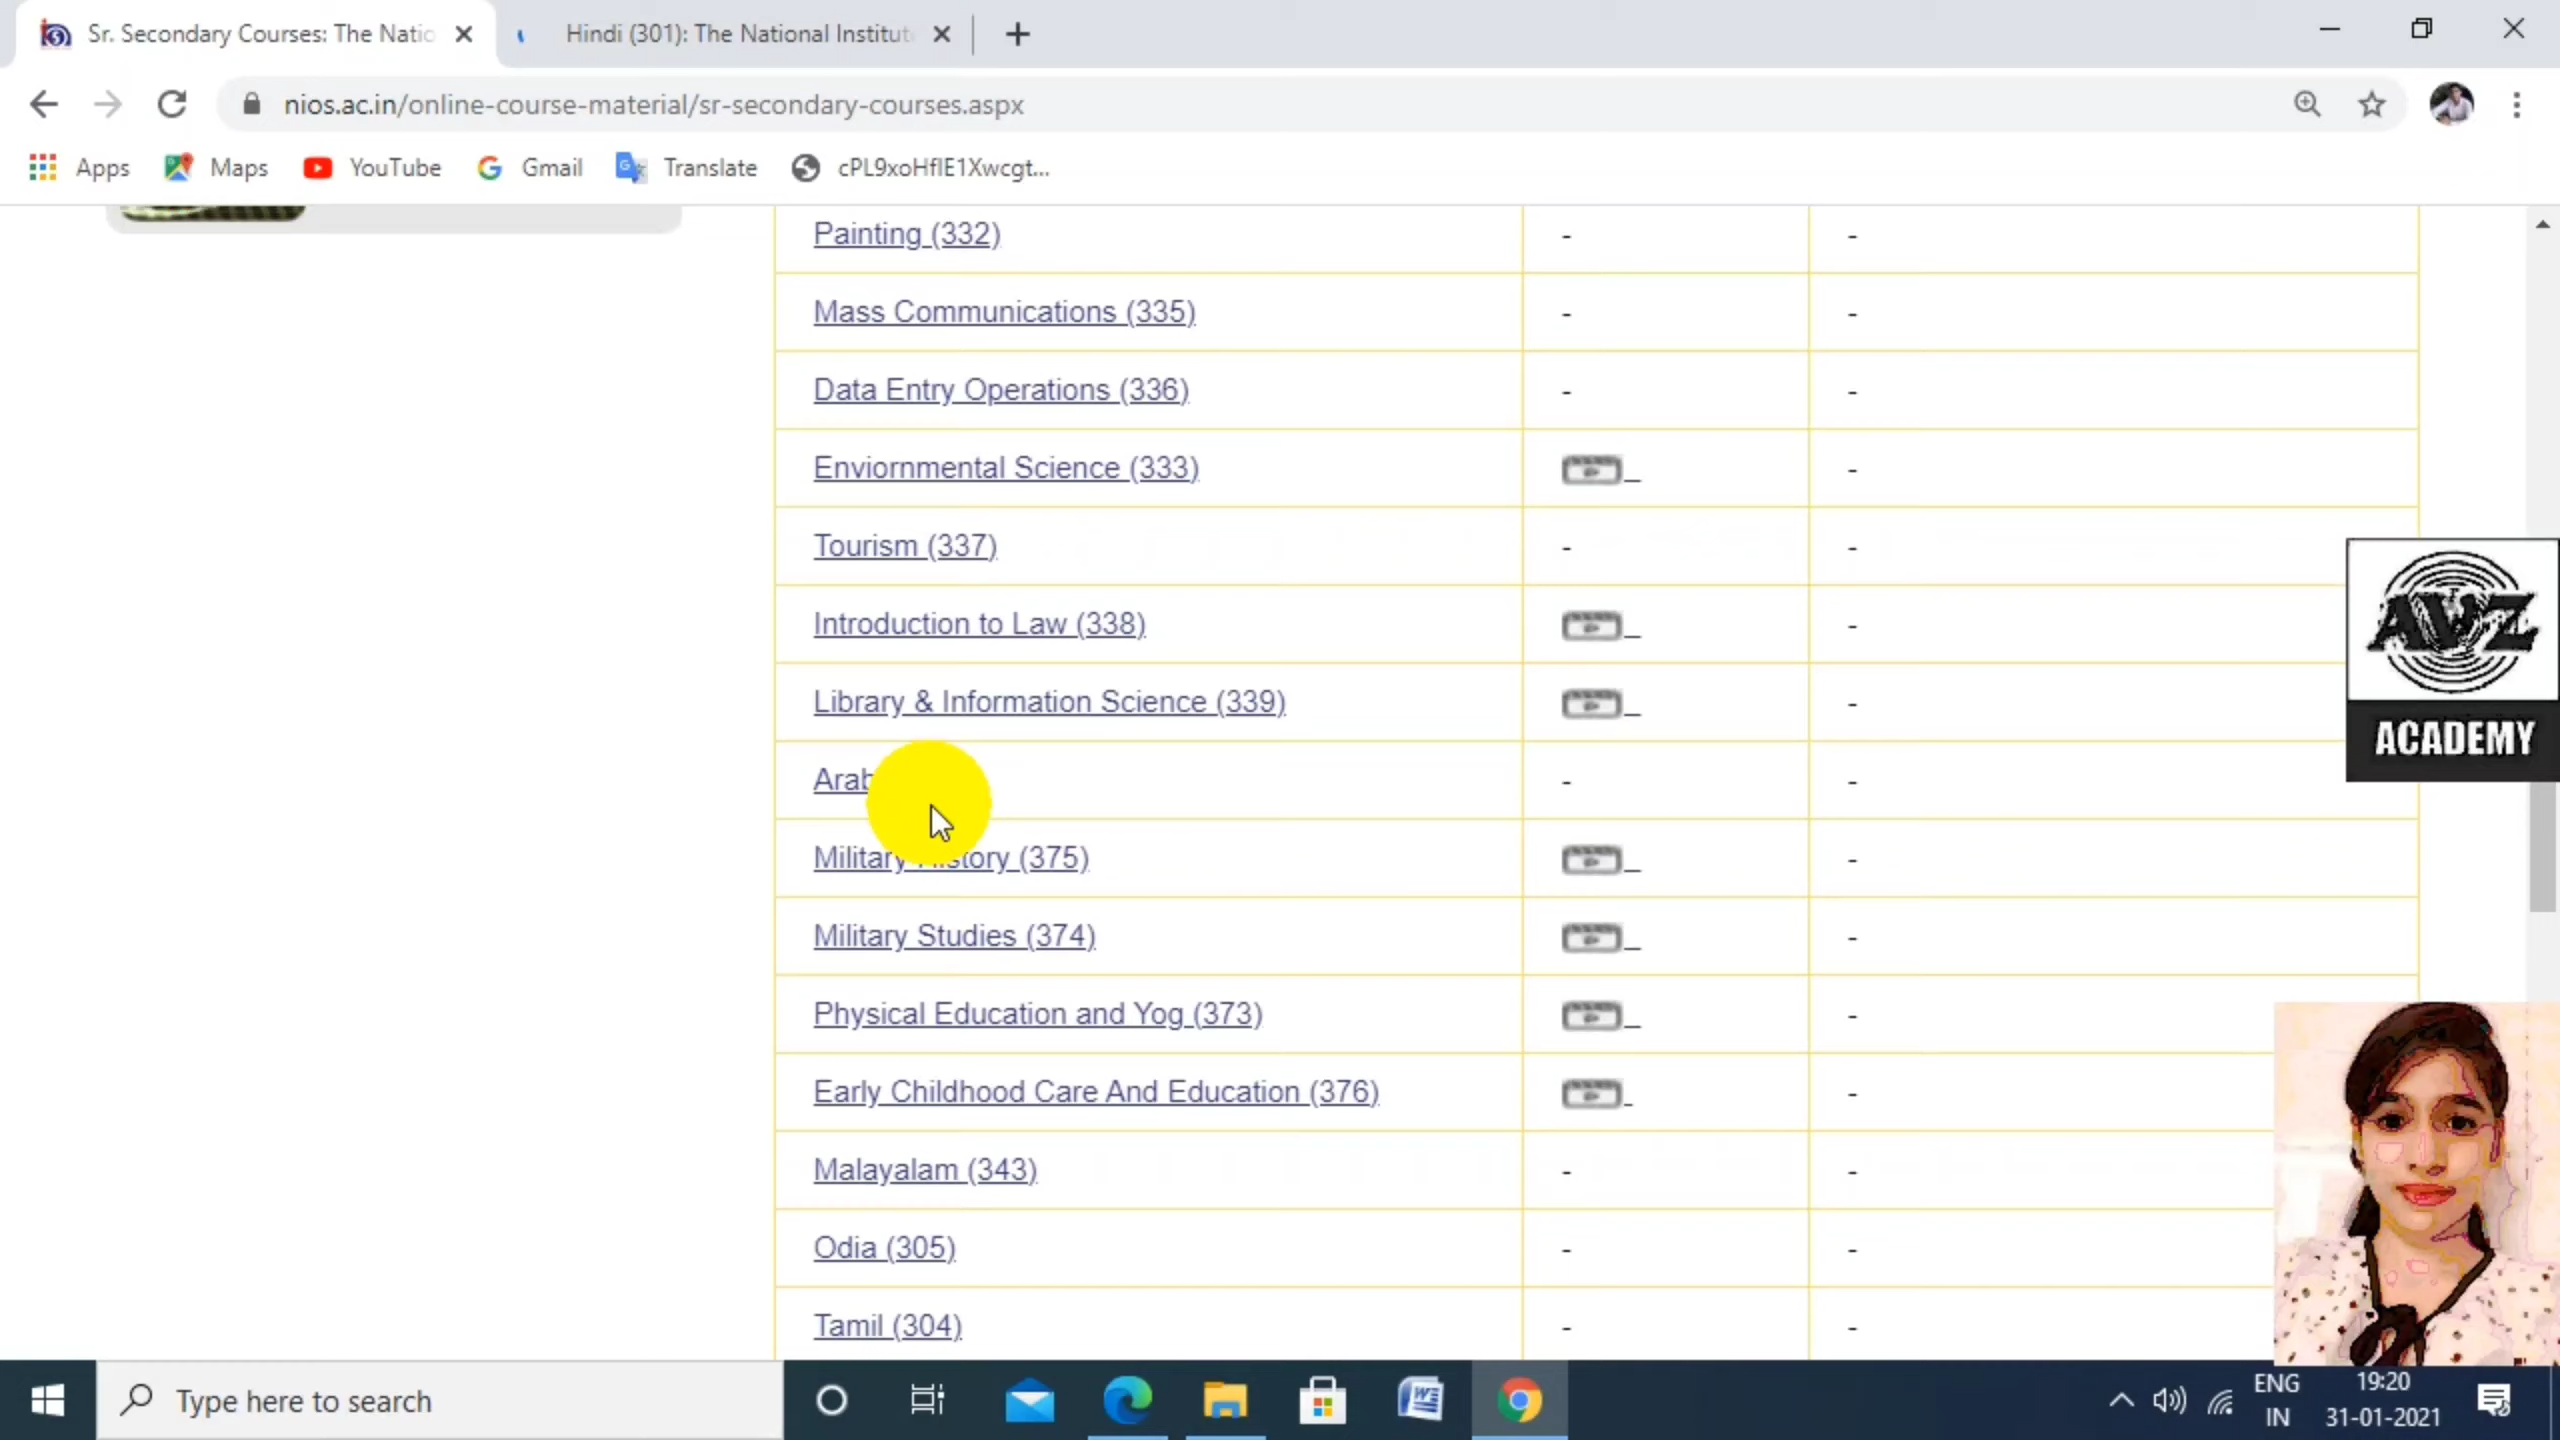 Sr. Secondary Courses: The Natio
Hindi (301): The National Institut
nios.ac.in/online-course-material/sr-secondary-courses.aspx
Apps
Maps
YouTube
Gmail
Translate
cPL9xoHflE1Xwcgt...
Painting (332) - -
Mass Communications (335) - -
Data Entry Operations (336) - -
Enviornmental Science (333) -
Tourism (337) - -
Introduction to Law (338) -
Library & Information Science (339) -
Arab - -
Military History (375) -
Military Studies (374) -
Physical Education and Yog (373) -
Early Childhood Care And Education (376) -
Malayalam (343) - -
Odia (305) - -
Tamil (304) - -
AVZ
ACADEMY
Type here to search
ENG
IN
19:20
31-01-2021